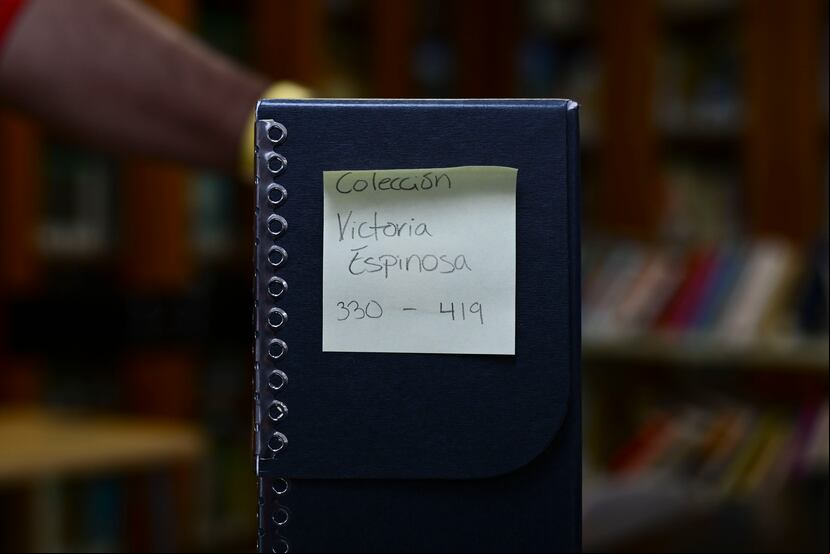 Colección
Victoria
Espinosa
330 - 419